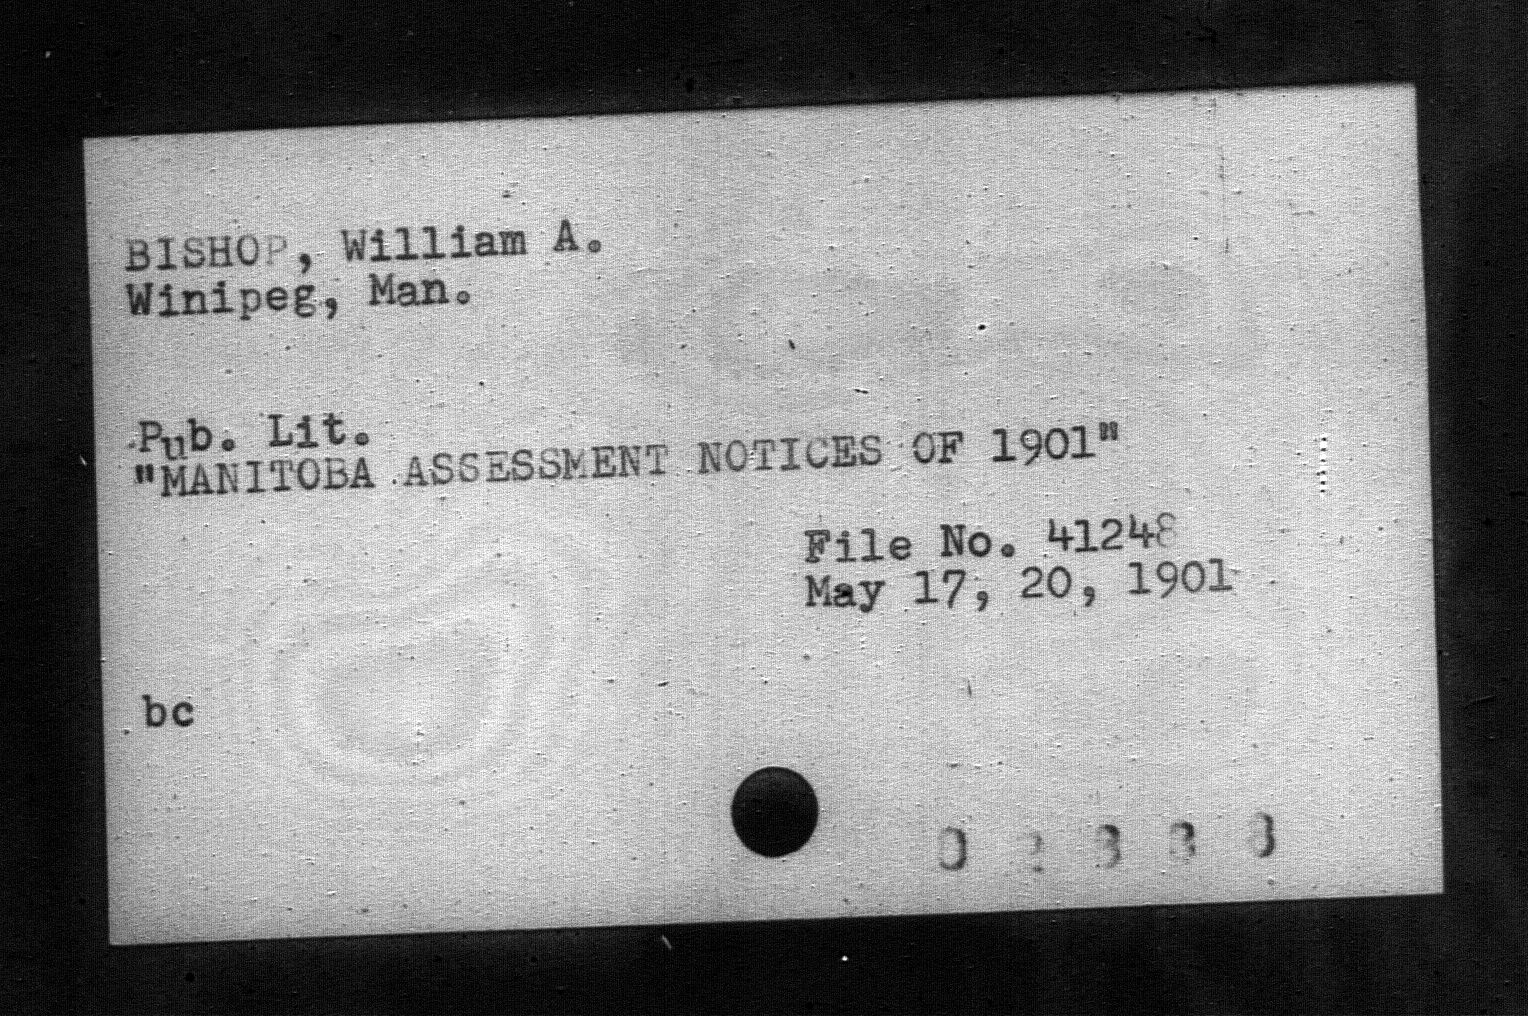 BISHOP, William A.
Winipeg, Man.
Pub. Lit.
"MANITOBA ASSESSMENT NOTICES OF 1901"
File No. 41248
May 17, 20, 1901
bc